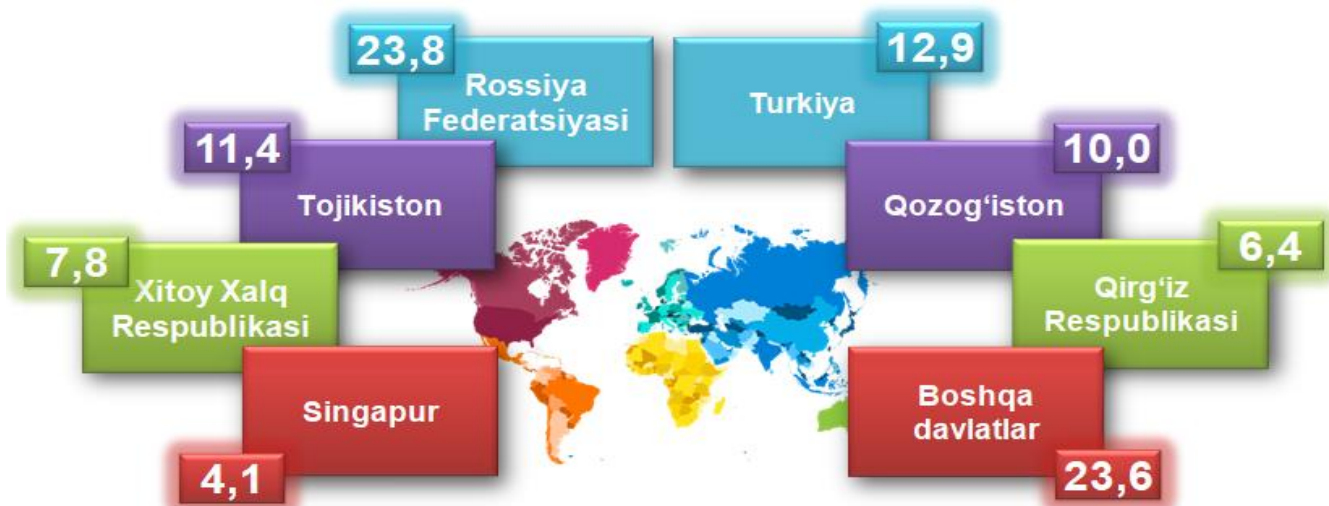 23,8
Rossiya
Federatsiyasi
12,9
Turkiya
11,4
Tojikiston
10,0
Qozog‘iston
7,8
Xitoy Xalq
Respublikasi
6,4
Qirg‘iz
Respublikasi
Singapur
4,1
Boshqa
davlatlar
23,6